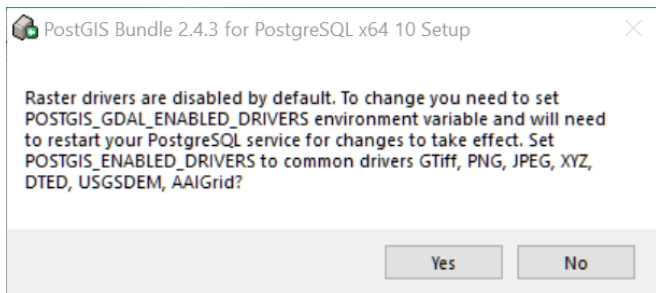 PostGIS Bundle 2.4.3 for PostgreSQL x64 10 Setup
Raster drivers are disabled by default. To change you need to set
POSTGIS_GDAL_ENABLED_DRIVERS environment variable and will need
to restart your PostgreSQL service for changes to take effect. Set
POSTGIS_ENABLED_DRIVERS to common drivers GTiff, PNG, JPEG, XYZ,
DTED, USGSDEM, AAIGrid?
Yes
No